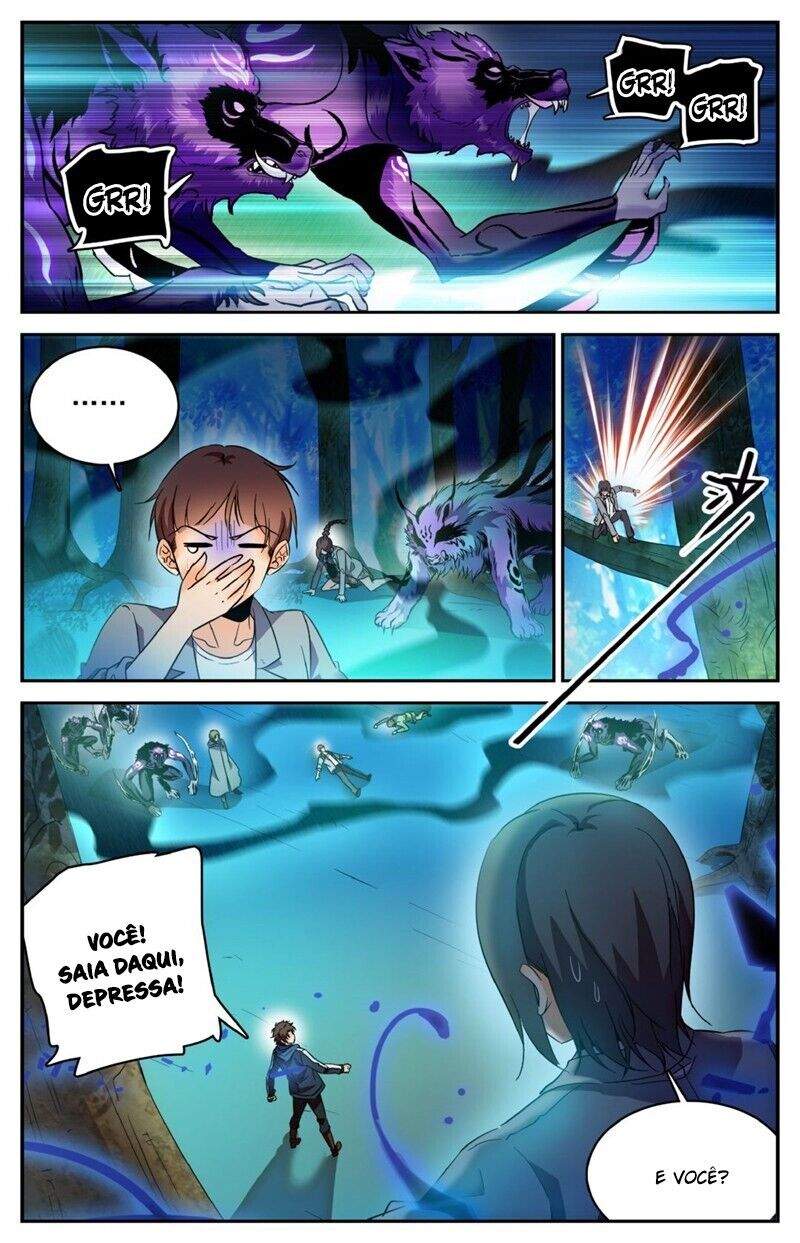 GRR!
GRR!
GRR!
......
VOCÊ!
SAIA DAQUI,
DEPRESSA!
E VOCÊ?